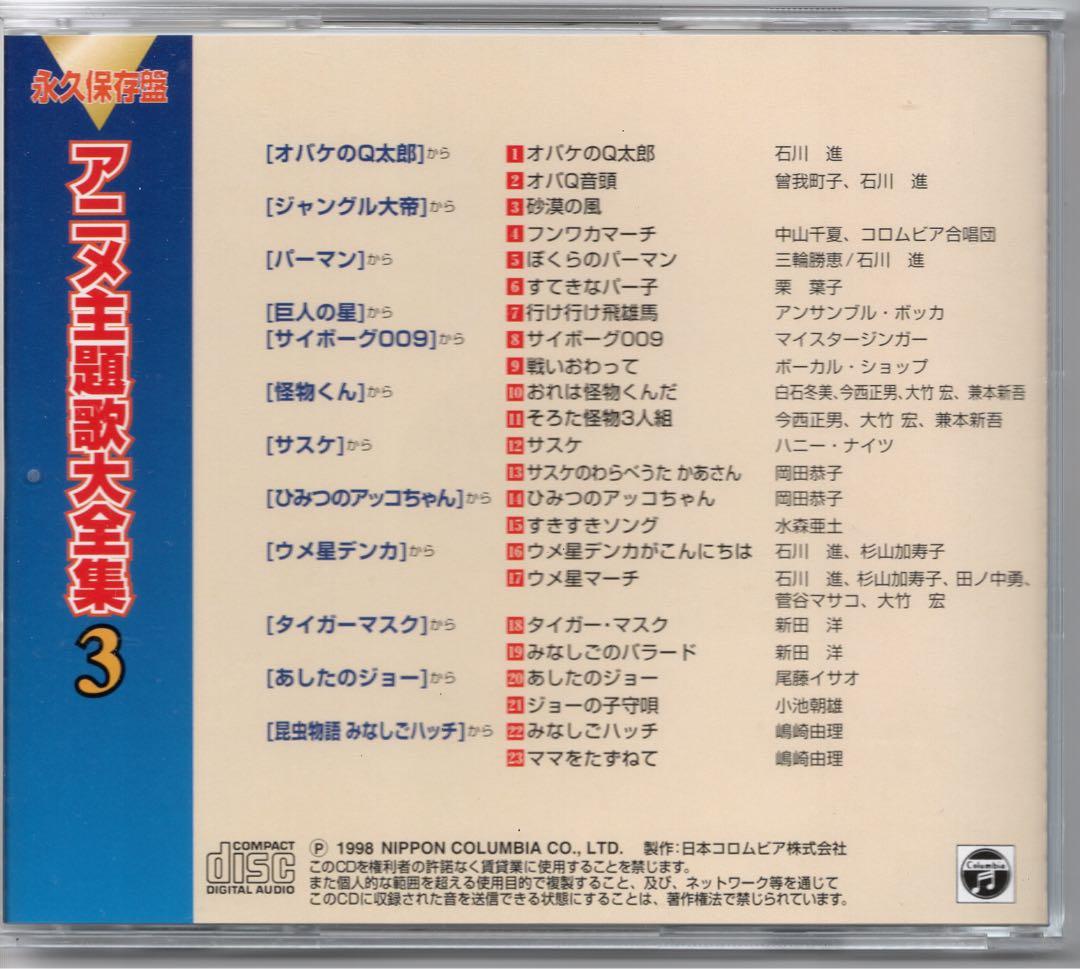 永久保存盤
アニメ主題歌大全集3
[オバケのQ太郎]から 1 オバケのQ太郎 石川 進
2 オバQ音頭 曾我町子、石川 進
[ジャングル大帝]から 3 砂漠の風
4 フンワカマーチ 中山千夏、コロムビア合唱団
[パーマン]から 5 ぼくらのパーマン 三輪勝恵/石川 進
6 すてきなパー子 栗 葉子
[巨人の星]から 7 行け行け飛雄馬 アンサンブル・ボッカ
[サイボーグ009]から 8 サイボーグ009 マイスタージンガー
9 戦いおわって ボーカル・ショップ
[怪物くん]から 10 おれは怪物くんだ 白石冬美、今西正男、大竹 宏、兼本新吾
11 そろた怪物3人組 今西正男、大竹 宏、兼本新吾
[サスケ]から 12 サスケ ハニー・ナイツ
13 サスケのわらべうた かあさん 岡田恭子
[ひみつのアッコちゃん]から 14 ひみつのアッコちゃん 岡田恭子
15 すきすきソング 水森亜土
[ウメ星デンカ]から 16 ウメ星デンカがこんにちは 石川 進、杉山加寿子
17 ウメ星マーチ 石川 進、杉山加寿子、田ノ中勇、
菅谷マサコ、大竹 宏
[タイガーマスク]から 18 タイガー・マスク 新田 洋
19 みなしごのバラード 新田 洋
[あしたのジョー]から 20 あしたのジョー 尾藤イサオ
21 ジョーの子守唄 小池朝雄
[昆虫物語 みなしごハッチ]から 22 みなしごハッチ 嶋崎由理
23 ママをたずねて 嶋崎由理
COMPACT
disc
DIGITAL AUDIO
Ⓟ 1998 NIPPON COLUMBIA CO., LTD. 製作：日本コロムビア株式会社
このCDを権利者の許諾なく賃貸業に使用することを禁じます。
また個人的な範囲を超える使用目的で複製すること、及び、ネットワーク等を通じて
このCDに収録された音を送信できる状態にすることは、著作権法で禁じられています。
Columbia